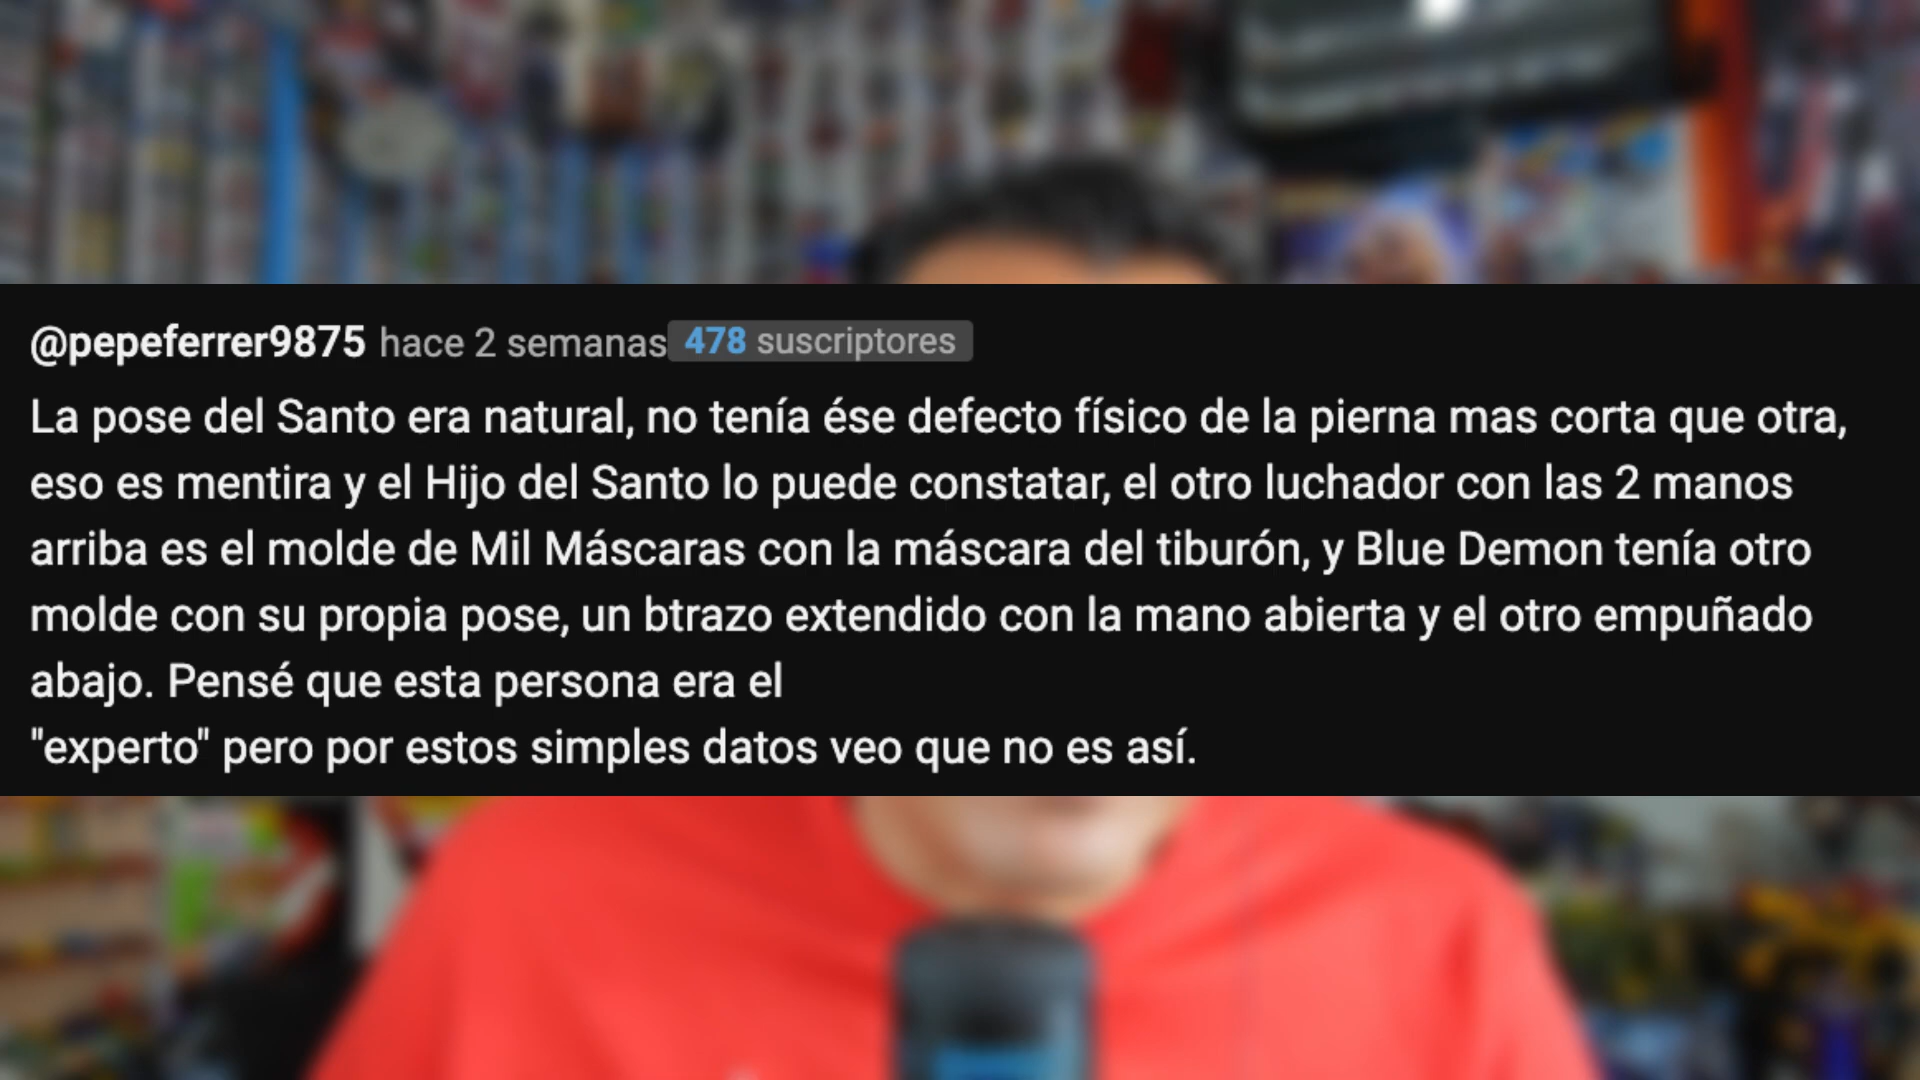 @pepeferrer9875 hace 2 semanas 478 suscriptores
La pose del Santo era natural, no tenía ése defecto físico de la pierna mas corta que otra,
eso es mentira y el Hijo del Santo lo puede constatar, el otro luchador con las 2 manos
arriba es el molde de Mil Máscaras con la máscara del tiburón, y Blue Demon tenía otro
molde con su propia pose, un btrazo extendido con la mano abierta y el otro empuñado
abajo. Pensé que esta persona era el
"experto" pero por estos simples datos veo que no es así.